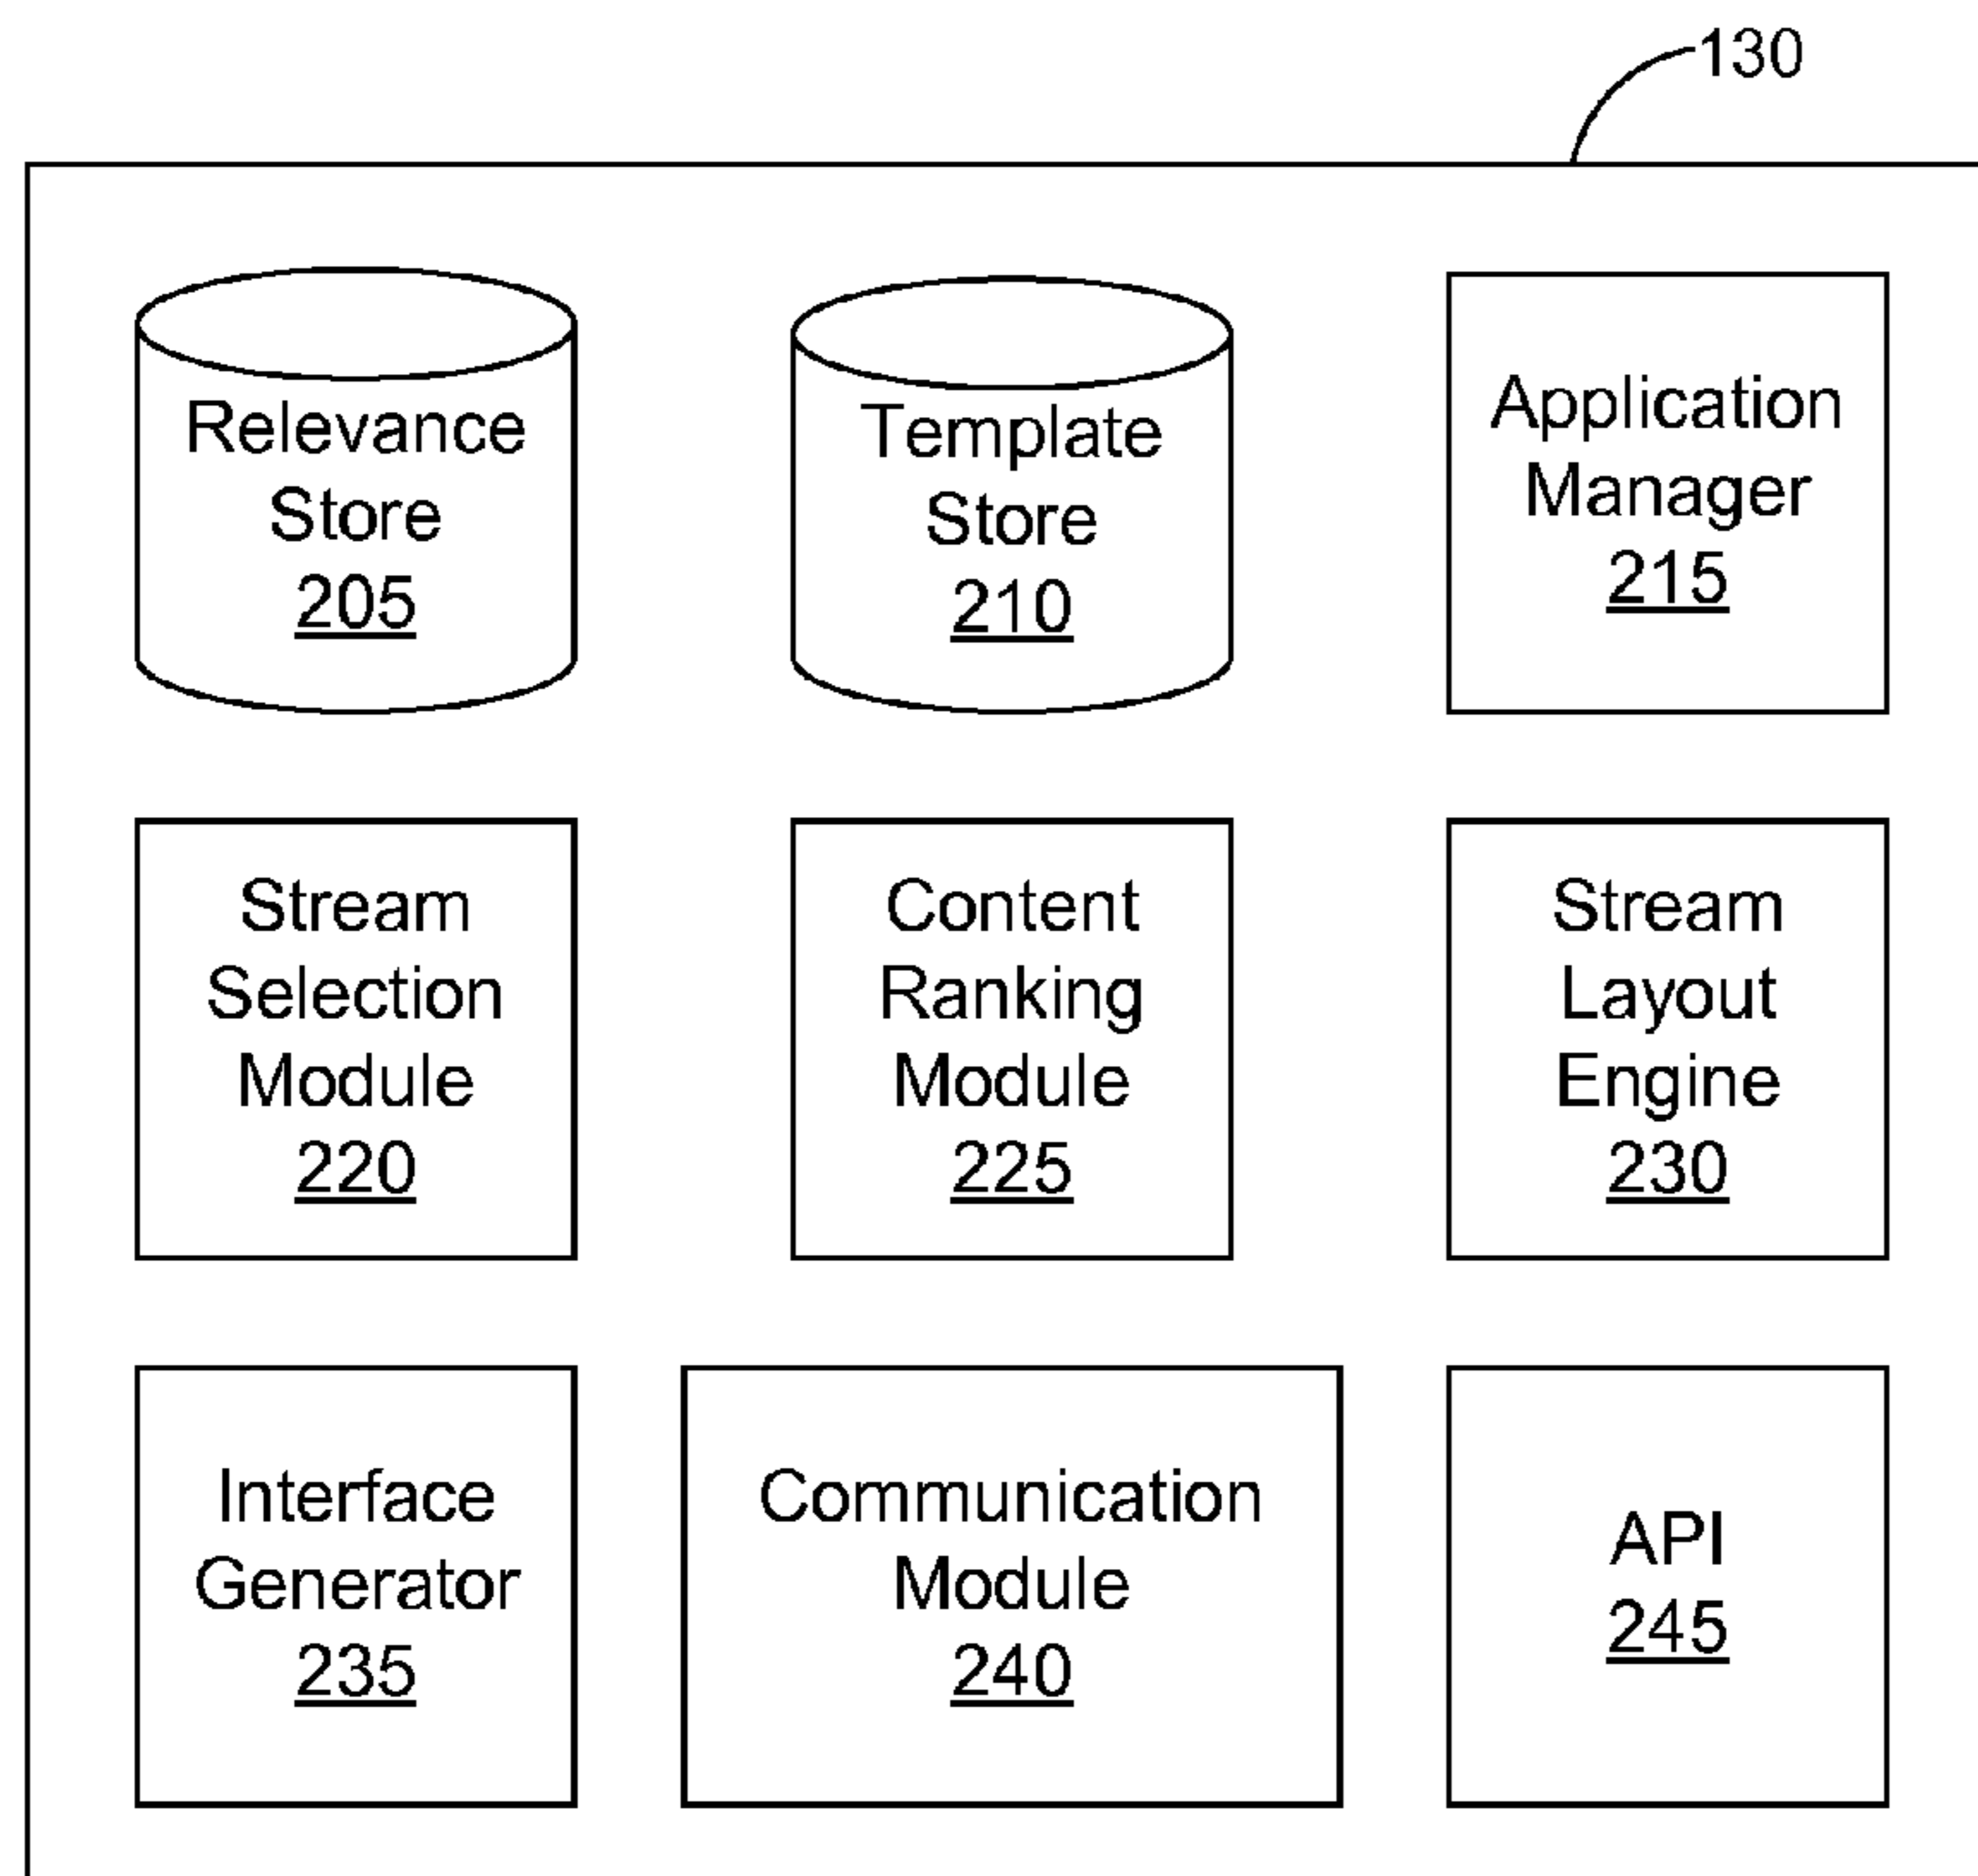 130
Relevance
Store
205
Template
Store
210
Application
Manager
215
Stream
Selection
Module
220
Content
Ranking
Module
225
Stream
Layout
Engine
230
Interface
Generator
235
Communication
Module
240
API
245